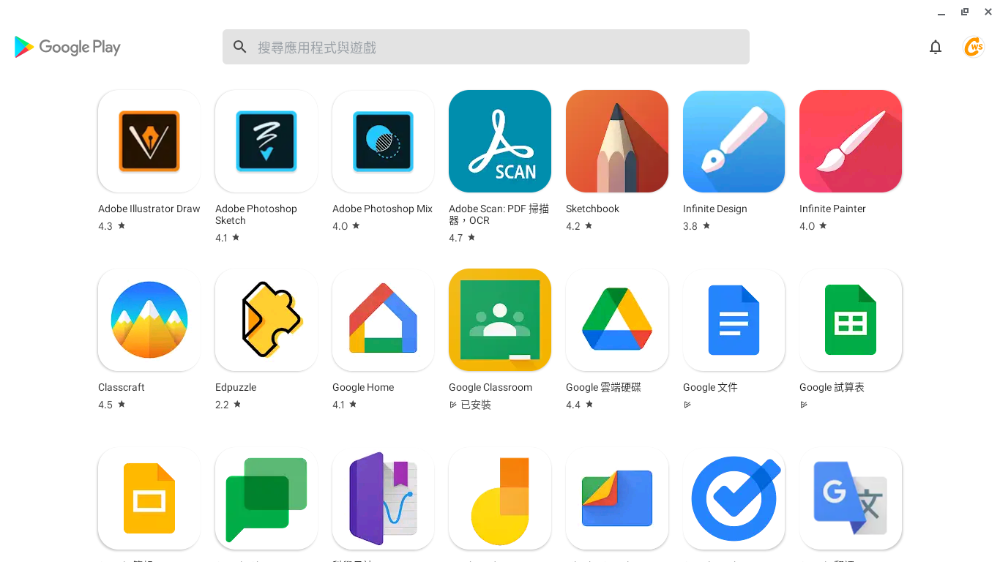 Google Play
搜尋應用程式與遊戲
Cws
SCAN
Adobe Illustrator Draw
Adobe Photoshop
Sketch
Adobe Photoshop Mix
Adobe Scan: PDF 掃描
器，OCR
Sketchbook
Infinite Design
Infinite Painter
4.3
4.1
4.0
4.7
4.2
3.8
4.0
Classcraft
Edpuzzle
Google Home
Google Classroom
Google 雲端硬碟
Google 文件
Google 試算表
4.5
2.2
4.1
已安裝
4.4
G
文